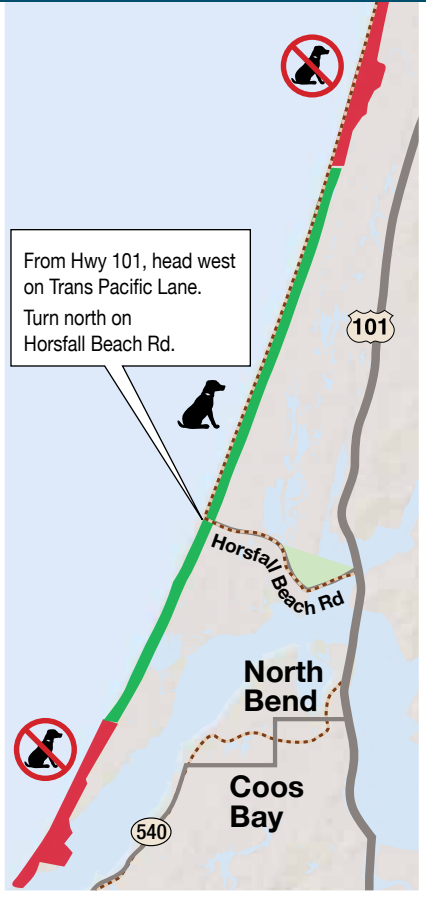 From Hwy 101, head west
on Trans Pacific Lane.
Turn north on
Horsfall Beach Rd.
101
Horsfall Beach Rd
North
Bend
Coos
Bay
540